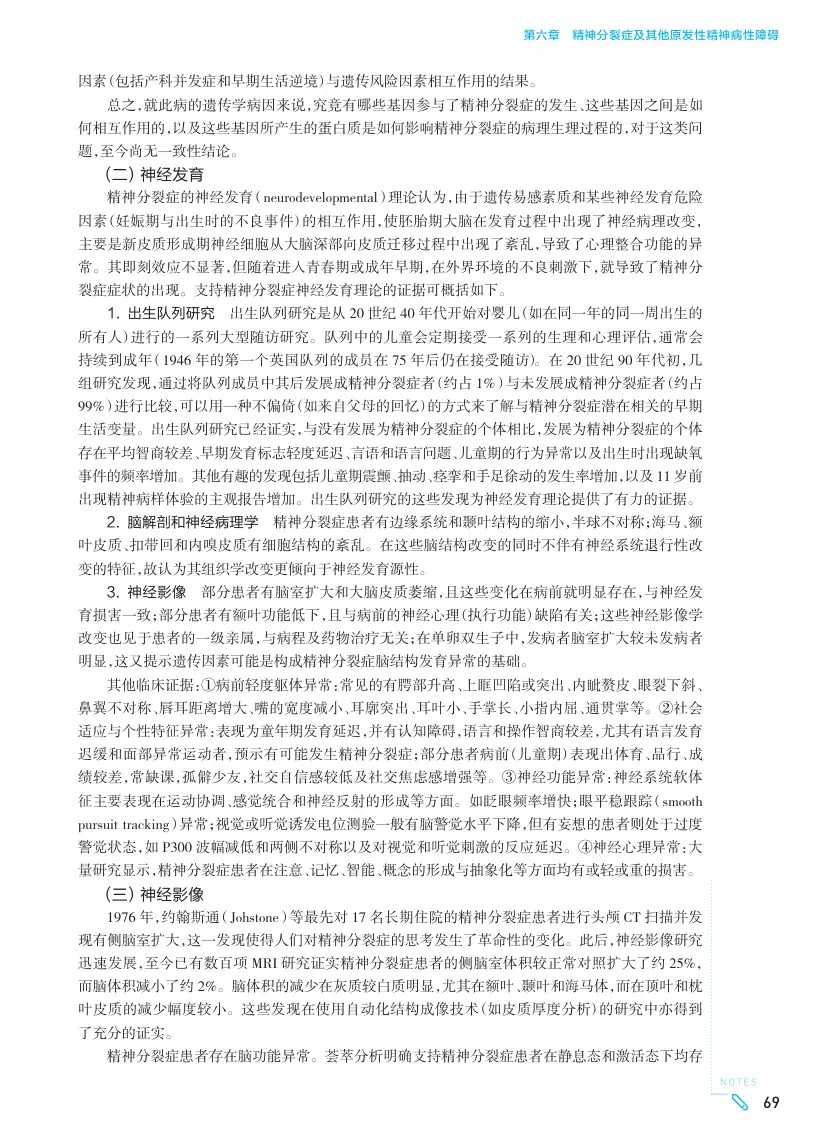 第六章 精神分裂症及其他原发性精神病性障碍
因素(包括产科并发症和早期生活逆境)与遗传风险因素相互作用的结果。
总之,就此病的遗传学病因来说,究竟有哪些基因参与了精神分裂症的发生、这些基因之间是如
何相互作用的,以及这些基因所产生的蛋白质是如何影响精神分裂症的病理生理过程的,对于这类问
题,至今尚无一致性结论。
(二)神经发育
精神分裂症的神经发育(neurodevelopmental)理论认为,由于遗传易感素质和某些神经发育危险
因素(妊娠期与出生时的不良事件)的相互作用,使胚胎期大脑在发育过程中出现了神经病理改变,
主要是新皮质形成期神经细胞从大脑深部向皮质迁移过程中出现了紊乱,导致了心理整合功能的异
常。其即刻效应不显著,但随着进入青春期或成年早期,在外界环境的不良刺激下,就导致了精神分
裂症症状的出现。支持精神分裂症神经发育理论的证据可概括如下。
1. 出生队列研究 出生队列研究是从 20 世纪 40 年代开始对婴儿(如在同一年的同一周出生的
所有人)进行的一系列大型随访研究。队列中的儿童会定期接受一系列的生理和心理评估,通常会
持续到成年(1946 年的第一个英国队列的成员在 75 年后仍在接受随访)。在 20 世纪 90 年代初,几
组研究发现,通过将队列成员中其后发展成精神分裂症者(约占 1%)与未发展成精神分裂症者(约占
99%)进行比较,可以用一种不偏倚(如来自父母的回忆)的方式来了解与精神分裂症潜在相关的早期
生活变量。出生队列研究已经证实,与没有发展为精神分裂症的个体相比,发展为精神分裂症的个体
存在平均智商较差、早期发育标志轻度延迟、言语和语言问题、儿童期的行为异常以及出生时出现缺氧
事件的频率增加。其他有趣的发现包括儿童期震颤、抽动、痉挛和手足徐动的发生率增加,以及 11 岁前
出现精神病样体验的主观报告增加。出生队列研究的这些发现为神经发育理论提供了有力的证据。
2. 脑解剖和神经病理学 精神分裂症患者有边缘系统和颞叶结构的缩小,半球不对称;海马、额
叶皮质、扣带回和内嗅皮质有细胞结构的紊乱。在这些脑结构改变的同时不伴有神经系统退行性改
变的特征,故认为其组织学改变更倾向于神经发育源性。
3. 神经影像 部分患者有脑室扩大和大脑皮质萎缩,且这些变化在病前就明显存在,与神经发
育损害一致;部分患者有额叶功能低下,且与病前的神经心理(执行功能)缺陷有关;这些神经影像学
改变也见于患者的一级亲属,与病程及药物治疗无关;在单卵双生子中,发病者脑室扩大较未发病者
明显,这又提示遗传因素可能是构成精神分裂症脑结构发育异常的基础。
其他临床证据:①病前轻度躯体异常:常见的有腭部升高、上眶凹陷或突出、内眦赘皮、眼裂下斜、
鼻翼不对称、唇耳距离增大、嘴的宽度减小、耳廓突出、耳叶小、手掌长、小指内屈、通贯掌等。②社会
适应与个性特征异常:表现为童年期发育延迟,并有认知障碍,语言和操作智商较差,尤其有语言发育
迟缓和面部异常运动者,预示有可能发生精神分裂症;部分患者病前(儿童期)表现出体育、品行、成
绩较差,常缺课,孤僻少友,社交自信感较低及社交焦虑感增强等。③神经功能异常:神经系统软体
征主要表现在运动协调、感觉统合和神经反射的形成等方面。如眨眼频率增快;眼平稳跟踪(smooth
pursuit tracking)异常;视觉或听觉诱发电位测验一般有脑警觉水平下降,但有妄想的患者则处于过度
警觉状态,如 P300 波幅减低和两侧不对称以及对视觉和听觉刺激的反应延迟。④神经心理异常:大
量研究显示,精神分裂症患者在注意、记忆、智能、概念的形成与抽象化等方面均有或轻或重的损害。
(三)神经影像
1976 年,约翰斯通(Johstone)等最先对 17 名长期住院的精神分裂症患者进行头颅 CT 扫描并发
现有侧脑室扩大,这一发现使得人们对精神分裂症的思考发生了革命性的变化。此后,神经影像研究
迅速发展,至今已有数百项 MRI 研究证实精神分裂症患者的侧脑室体积较正常对照扩大了约 25%,
而脑体积减小了约 2%。脑体积的减少在灰质较白质明显,尤其在额叶、颞叶和海马体,而在顶叶和枕
叶皮质的减少幅度较小。这些发现在使用自动化结构成像技术(如皮质厚度分析)的研究中亦得到
了充分的证实。
精神分裂症患者存在脑功能异常。荟萃分析明确支持精神分裂症患者在静息态和激活态下均存
NOTES
69